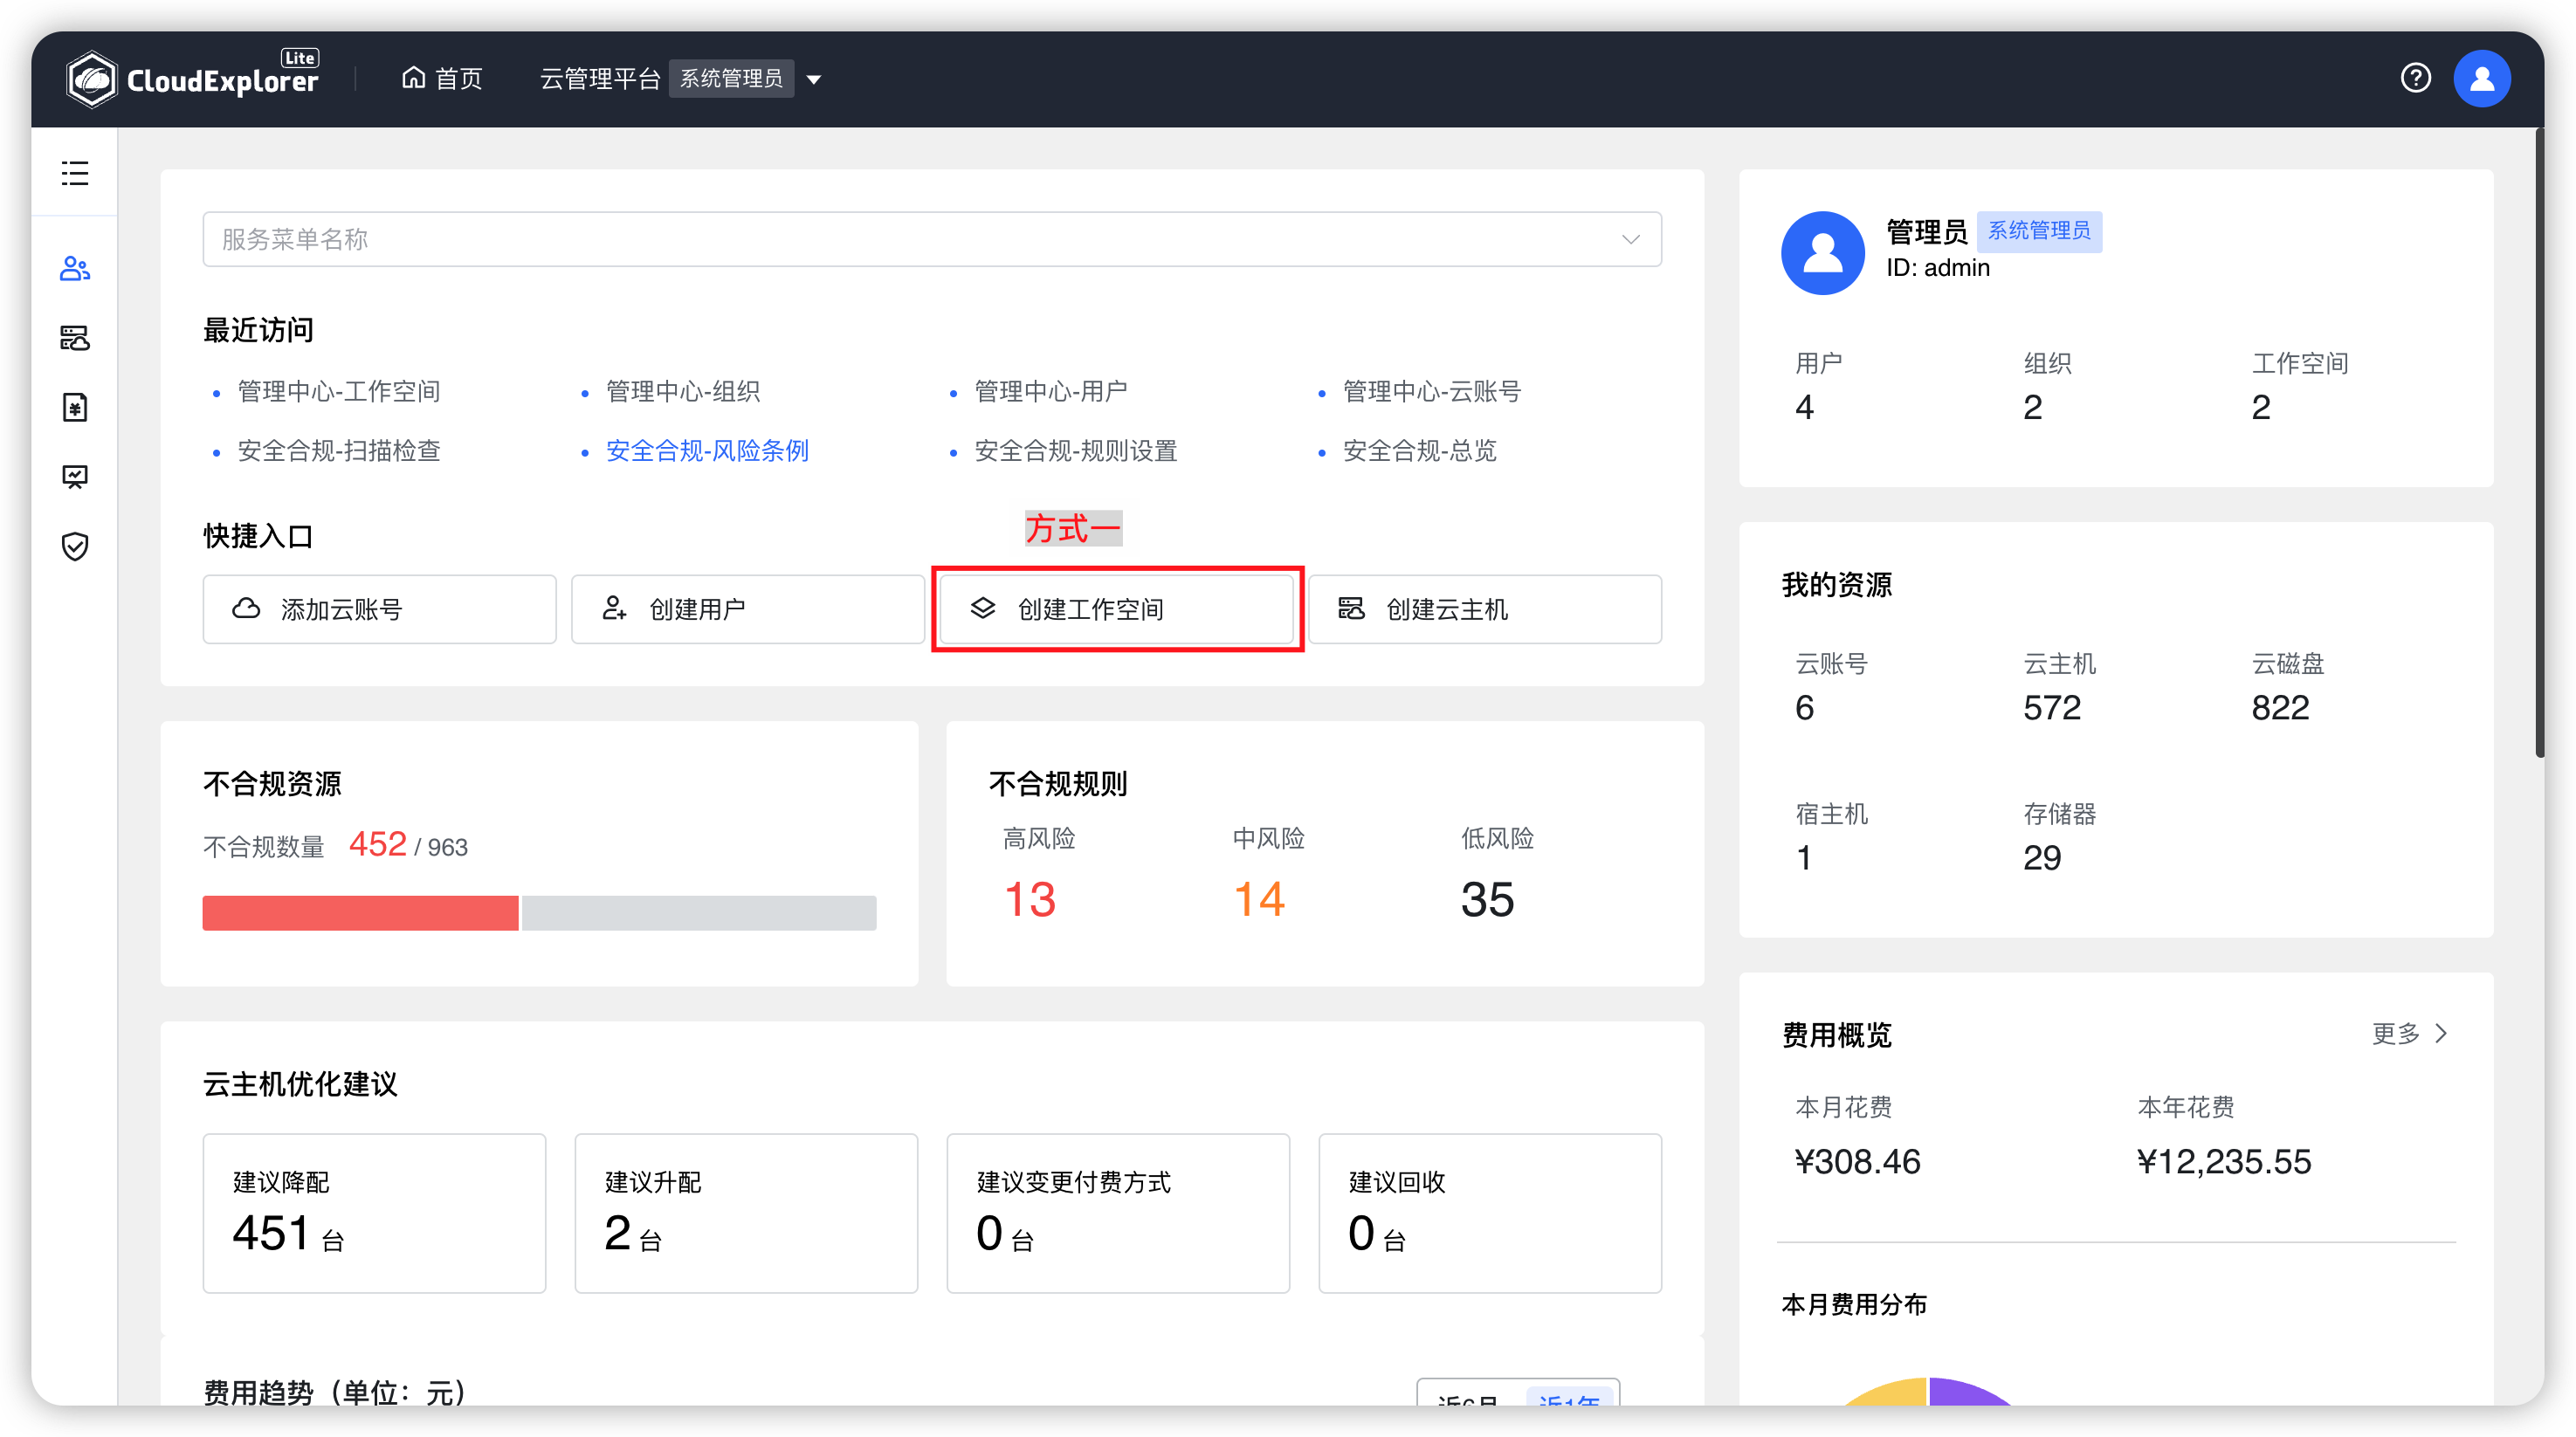 CloudExplorer Lite
首页
云管理平台 系统管理员
服务菜单名称
最近访问
管理中心-工作空间
管理中心-组织
管理中心-用户
管理中心-云账号
安全合规-扫描检查
安全合规-风险条例
安全合规-规则设置
安全合规-总览
方式一
快捷入口
添加云账号
创建用户
创建工作空间
创建云主机
不合规资源
不合规数量 452 / 963
不合规规则
高风险 中风险 低风险
13 14 35
云主机优化建议
建议降配
451 台
建议升配
2 台
建议变更付费方式
0 台
建议回收
0 台
费用趋势（单位：元）
近6月 近1年
管理员 系统管理员
ID: admin
用户 组织 工作空间
4 2 2
我的资源
云账号 云主机 云磁盘
6 572 822
宿主机 存储器
1 29
费用概览
更多
本月花费 本年花费
¥308.46 ¥12,235.55
本月费用分布